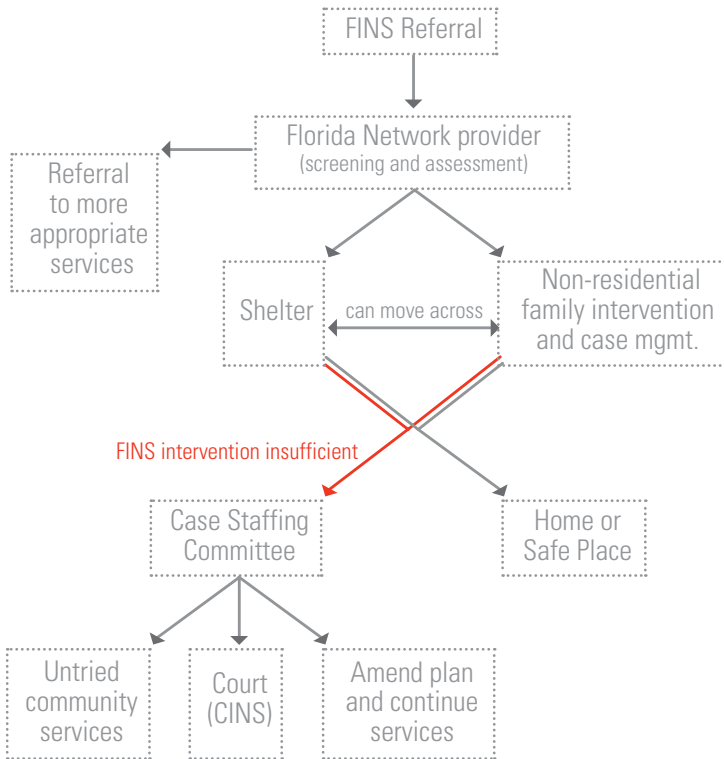 FINS Referral
Florida Network provider
(screening and assessment)
Referral
to more
appropriate
services
Shelter
can move across
Non-residential
family intervention
and case mgmt.
FINS intervention insufficient
Case Staffing
Committee
Home or
Safe Place
Untried
community
services
Court
(CINS)
Amend plan
and continue
services